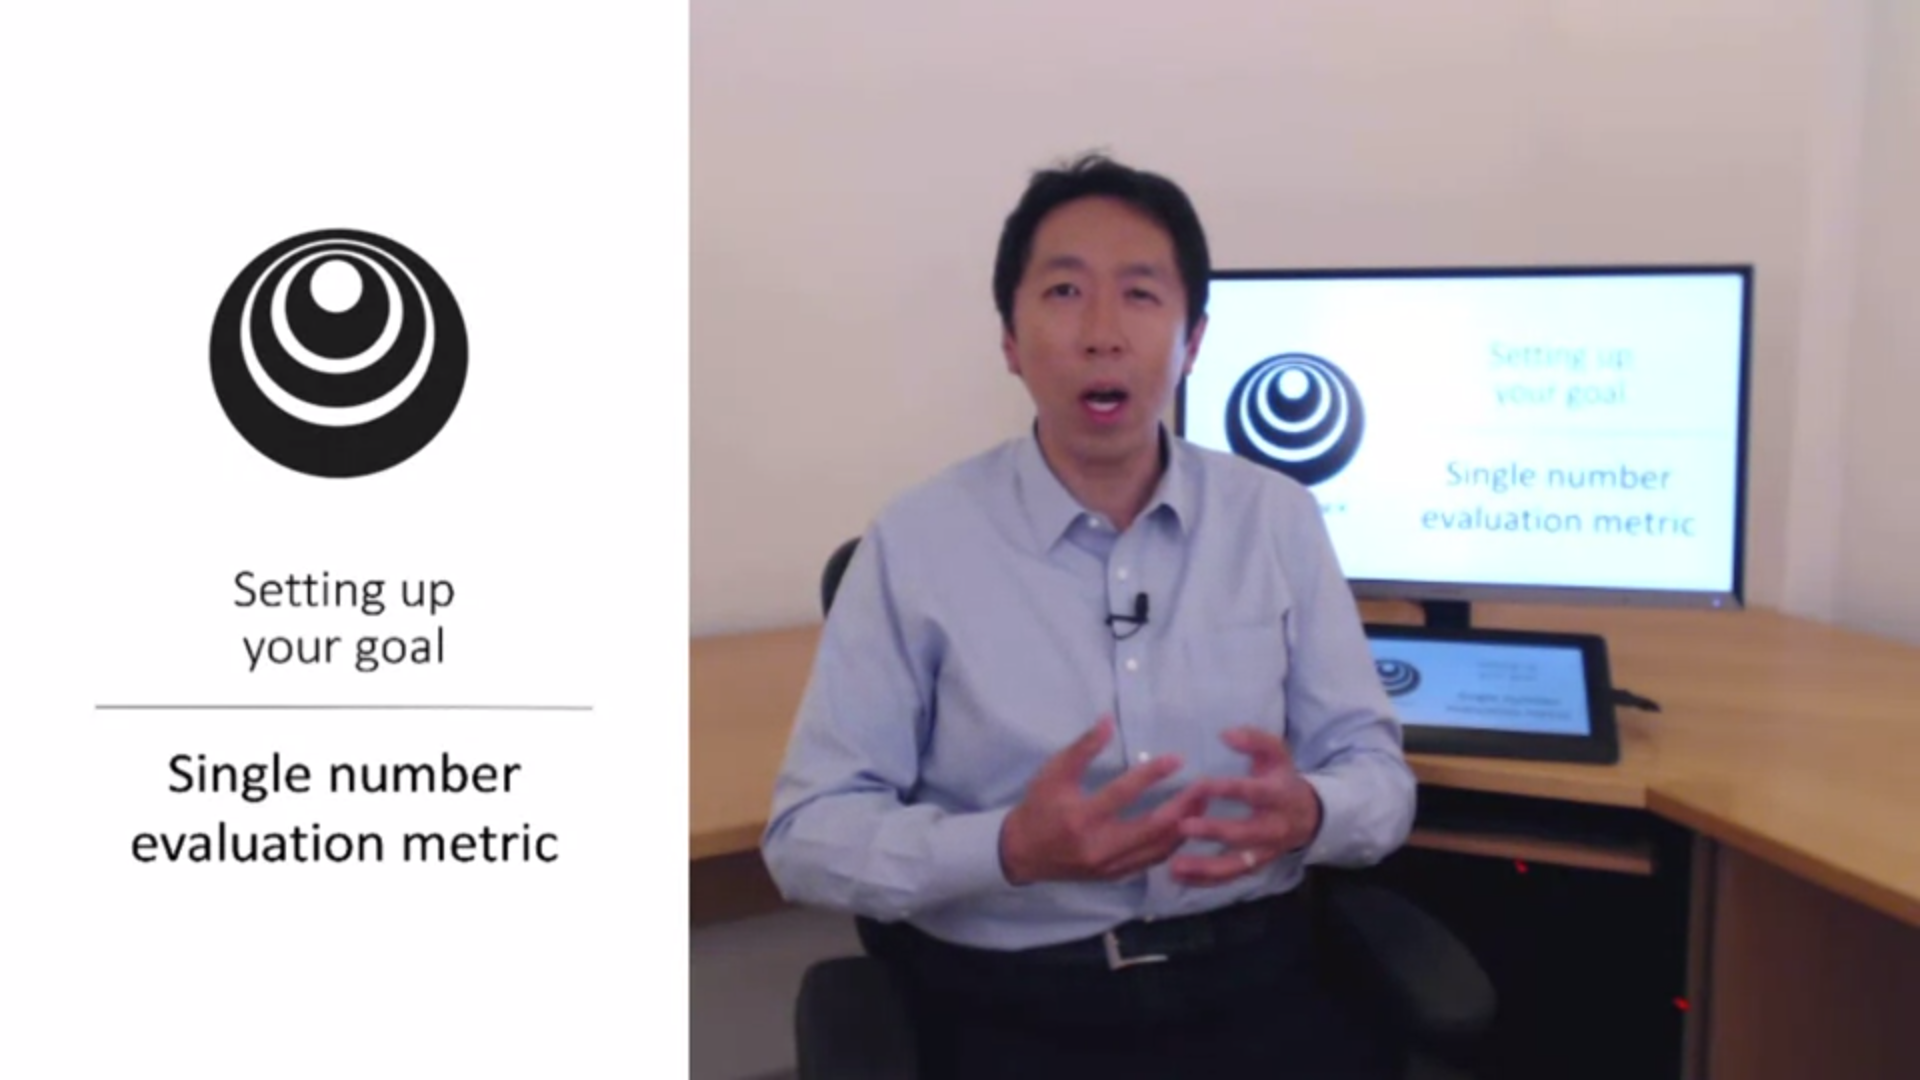 Setting up
your goal
Single number
evaluation metric
Setting up
your goal
Single number
evaluation metric